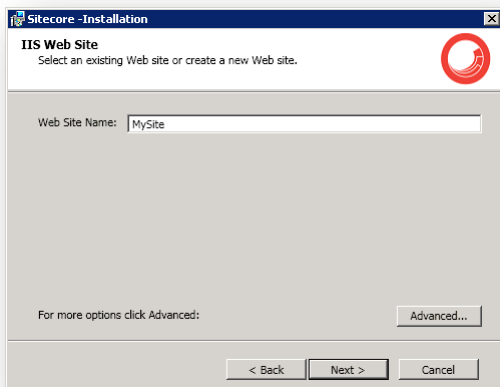 Sitecore -Installation
IIS Web Site
Select an existing Web site or create a new Web site.
Web Site Name: MySite
For more options click Advanced: Advanced...
< Back Next > Cancel